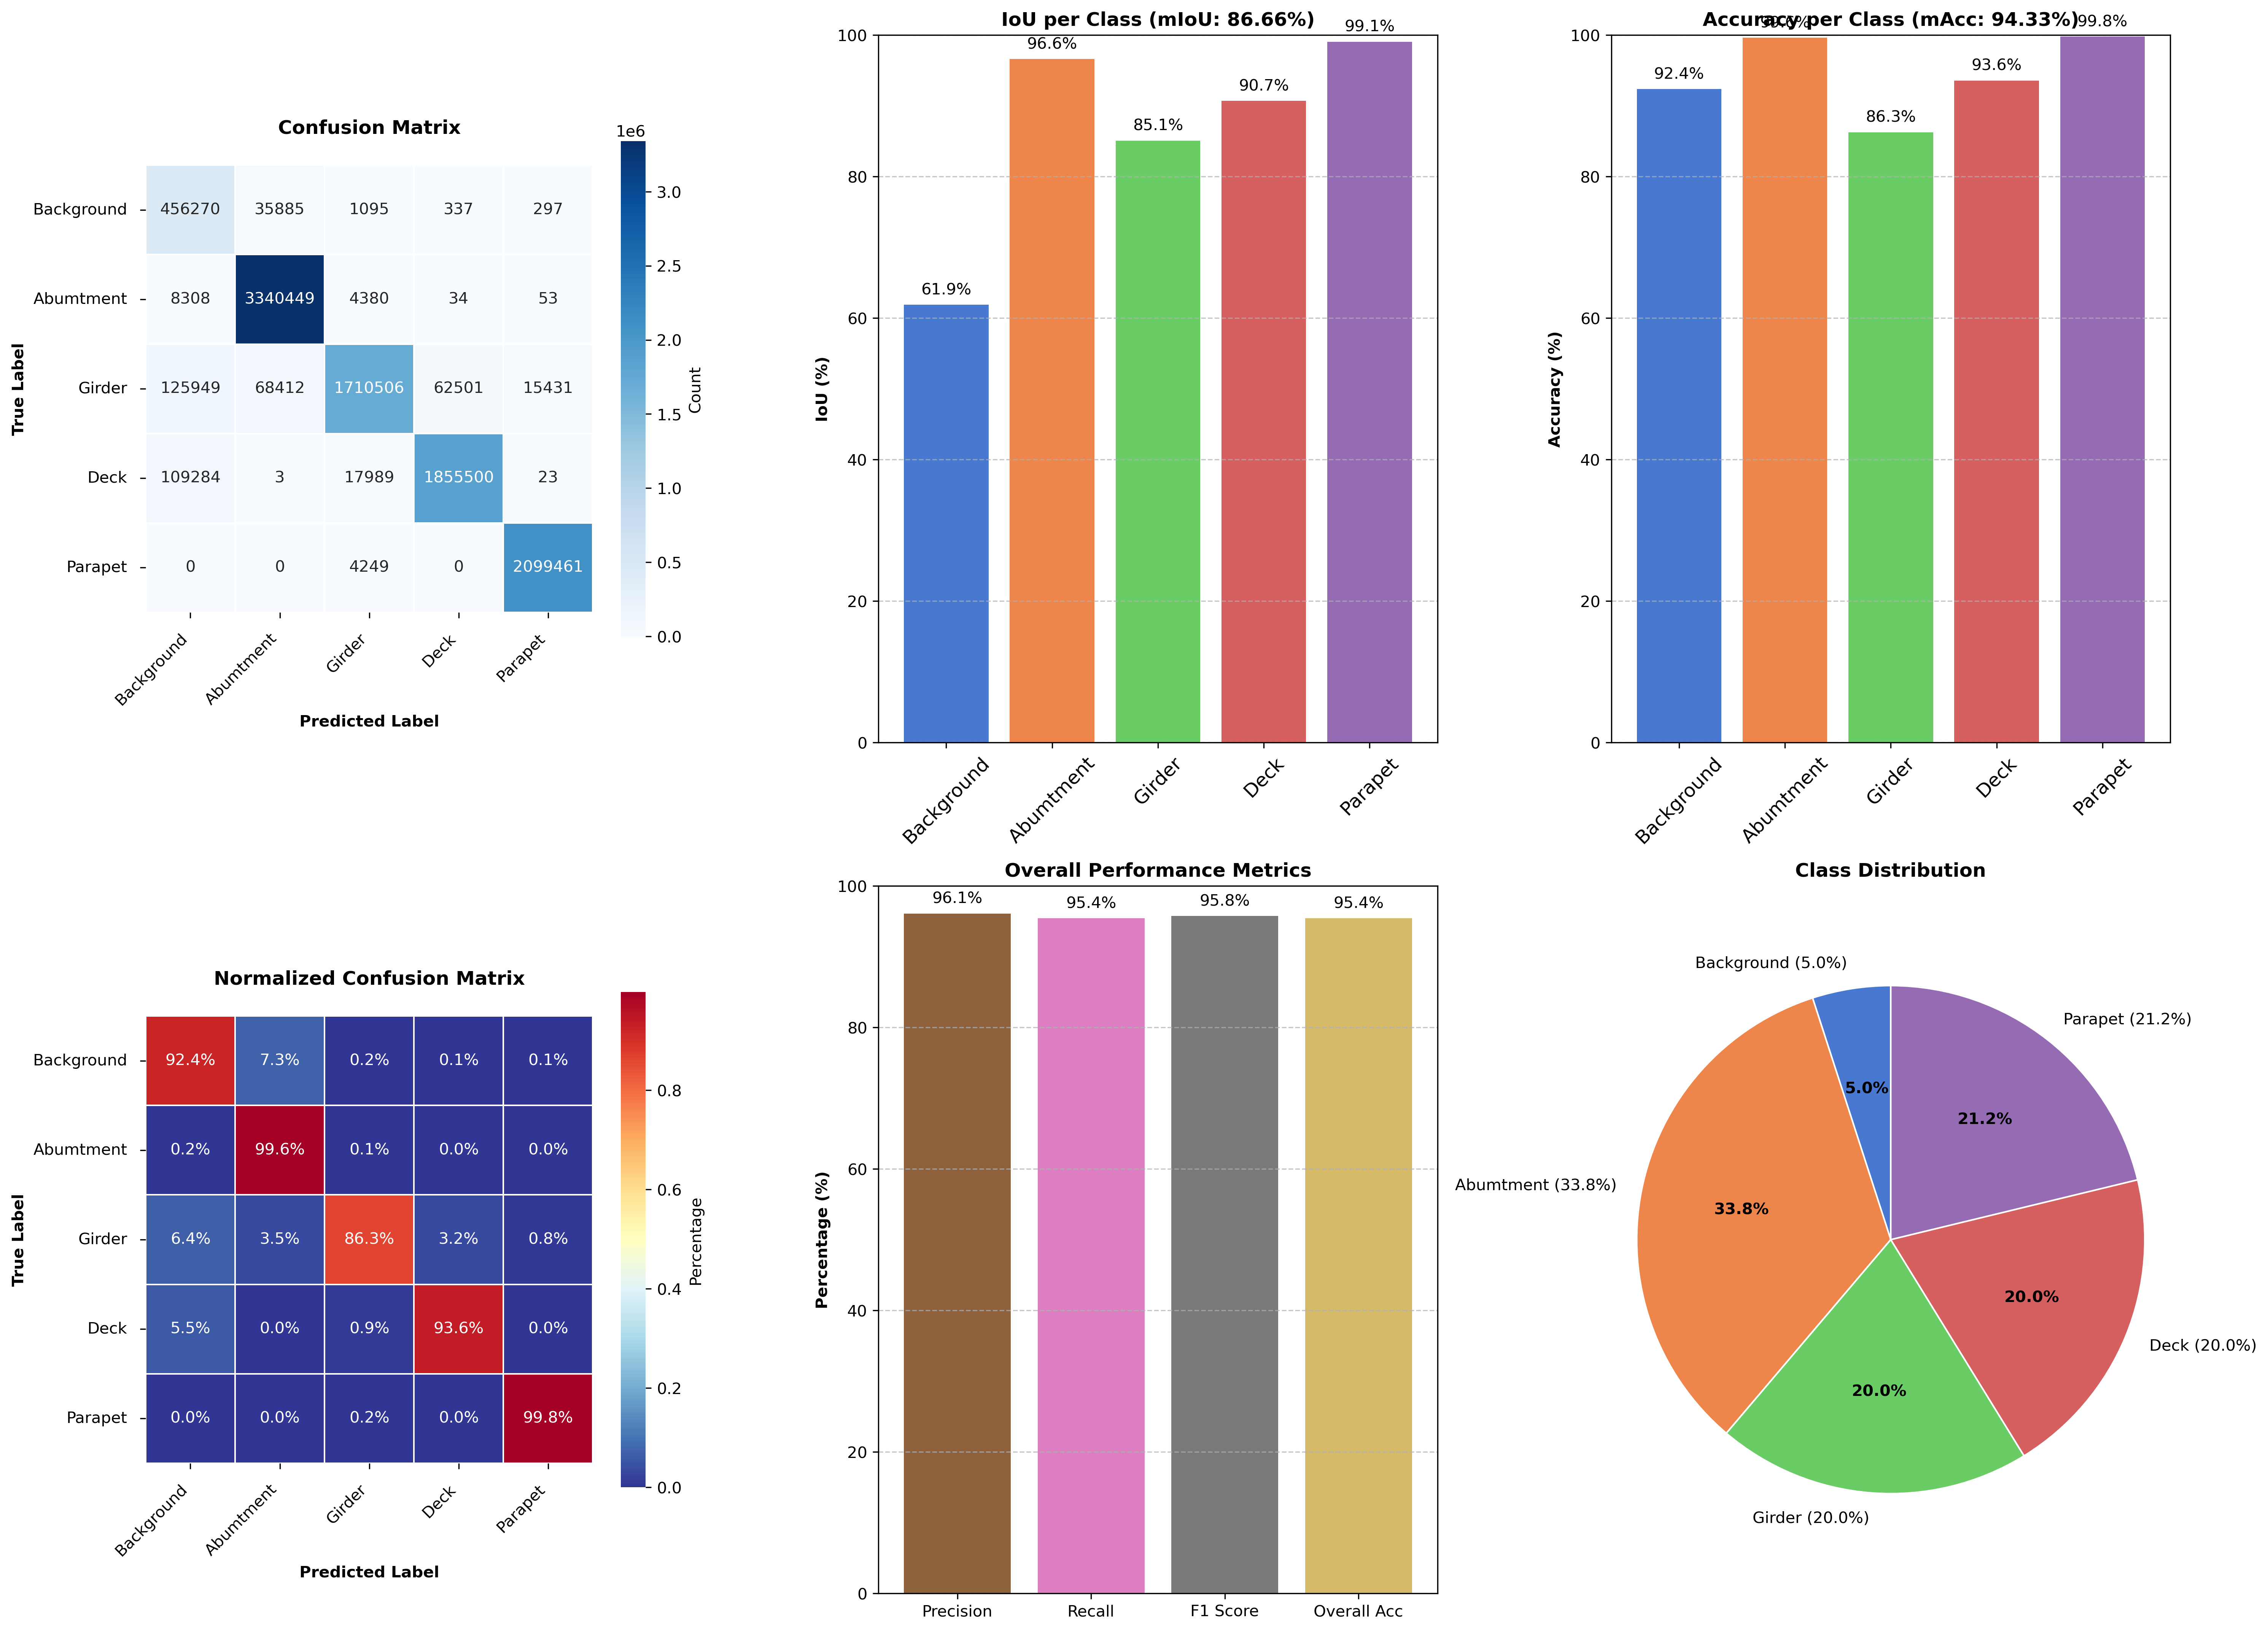 Confusion Matrix
1e6
Background 456270 35885 1095 337 297
Abumtment 8308 3340449 4380 34 53
Girder 125949 68412 1710506 62501 15431
Deck 109284 3 17989 1855500 23
Parapet 0 0 4249 0 2099461
True Label
Background Abumtment Girder Deck Parapet
Predicted Label
3.0
2.5
2.0
1.5
1.0
0.5
0.0
Count
IoU per Class (mIoU: 86.66%)
100
80
60
40
20
0
IoU (%)
61.9% 96.6% 85.1% 90.7% 99.1%
Background Abumtment Girder Deck Parapet
Accuracy per Class (mAcc: 94.33%)
100
80
60
40
20
0
Accuracy (%)
92.4% 99.6% 86.3% 93.6% 99.8%
Background Abumtment Girder Deck Parapet
Normalized Confusion Matrix
Background 92.4% 7.3% 0.2% 0.1% 0.1%
Abumtment 0.2% 99.6% 0.1% 0.0% 0.0%
Girder 6.4% 3.5% 86.3% 3.2% 0.8%
Deck 5.5% 0.0% 0.9% 93.6% 0.0%
Parapet 0.0% 0.0% 0.2% 0.0% 99.8%
True Label
Background Abumtment Girder Deck Parapet
Predicted Label
0.8
0.6
0.4
0.2
0.0
Percentage
Overall Performance Metrics
100
80
60
40
20
0
Percentage (%)
96.1% 95.4% 95.8% 95.4%
Precision Recall F1 Score Overall Acc
Class Distribution
Background (5.0%)
Parapet (21.2%)
5.0%
21.2%
Abumtment (33.8%)
33.8%
20.0%
Deck (20.0%)
20.0%
Girder (20.0%)